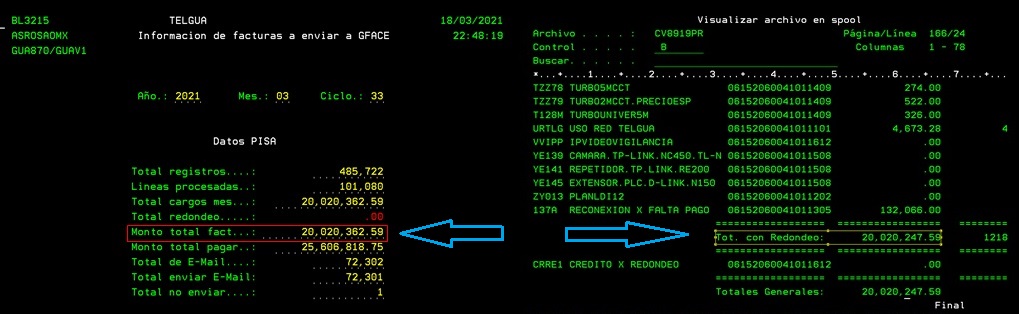 BL3215 TELGUA 18/03/2021
ASROSAOMX Informacion de facturas a enviar a GFACE 22:48:19
GUA870/GUAV1
Año.: 2021 Mes.: 03 Ciclo.: 33
Datos PISA
Total registros....: 485,722
Lineas procesadas..: 101,080
Total cargos mes...: 20,020,362.59
Total redondeo.....: .00
Monto total fact...: 20,020,362.59
Monto total pagar..: 25,606,818.75
Total de E-Mail....: 72,302
Total enviar E-Mail: 72,301
Total no enviar....: 1
Visualizar archivo en spool
Archivo . . . . . : CV8919PR Página/Línea 166/24
Control . . . . . B Columnas 1 - 78
Buscar. . . . . .
*...+....1....+....2....+....3....+....4....+....5....+....6....+....7....+...
TZZ78 TURBO5MCCT 06152060041011409 274.00
TZZ79 TURBO2MCCT.PRECIOESP 06152060041011409 522.00
T128M TURBOUNIVER5M 06152060041011409 326.00
URTLG USO RED TELGUA 06152060041011101 4,673.28 4
VVIPP IPVIDEOVIGILANCIA 06152060041011612 .00
YE139 CAMARA.TP-LINK.NC450.TL-N 06152060041011508 .00
YE141 REPETIDOR.TP.LINK.RE200 06152060041011508 .00
YE145 EXTENSOR.PLC.D-LINK.N150 06152060041011508 .00
ZY013 PLANLDI12 06152060041011202 .00
137A RECONEXION X FALTA PAGO 06152060041011305 132,066.00
Tot. con Redondeo: 20,020,247.59 1218
CRRE1 CREDITO X REDONDEO 06152060041011612 .00
Totales Generales: 20,020,247.59
Final